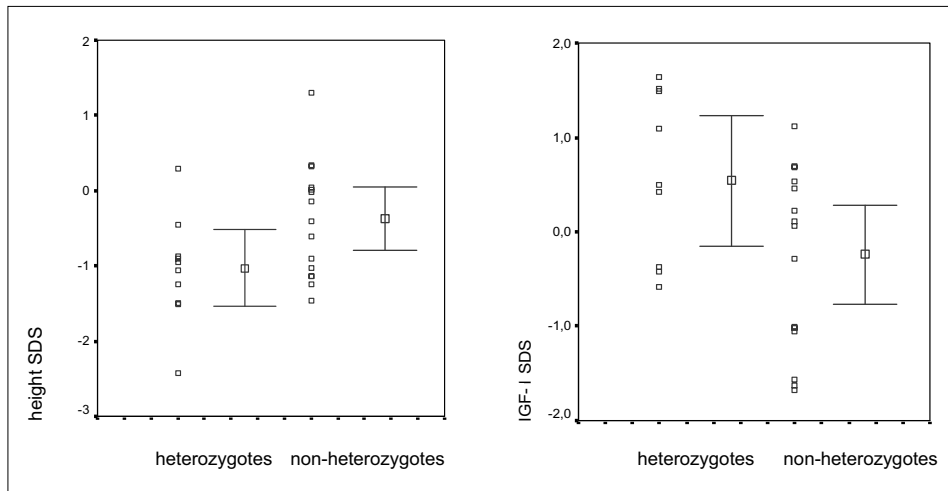 2
1
0
-1
-2
-3
height SDS
heterozygotes non-heterozygotes
2,0
1,0
0,0
-1,0
-2,0
IGF- I SDS
heterozygotes non-heterozygotes